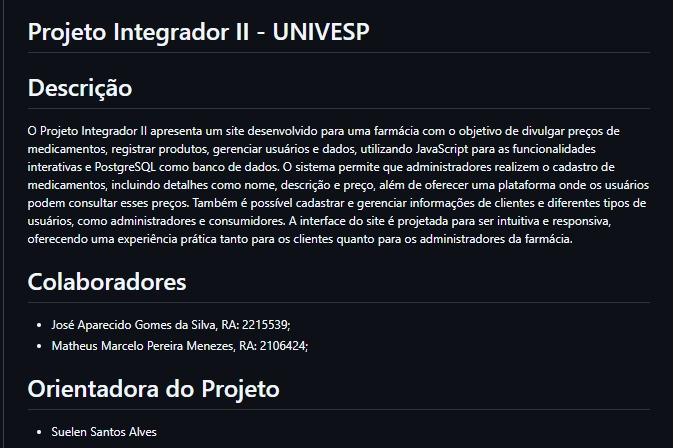 Projeto Integrador II - UNIVESP
Descrição
O Projeto Integrador II apresenta um site desenvolvido para uma farmácia com o objetivo de divulgar preços de
medicamentos, registrar produtos, gerenciar usuários e dados, utilizando JavaScript para as funcionalidades
interativas e PostgreSQL como banco de dados. O sistema permite que administradores realizem o cadastro de
medicamentos, incluindo detalhes como nome, descrição e preço, além de oferecer uma plataforma onde os usuários
podem consultar esses preços. Também é possível cadastrar e gerenciar informações de clientes e diferentes tipos de
usuários, como administradores e consumidores. A interface do site é projetada para ser intuitiva e responsiva,
oferecendo uma experiência prática tanto para os clientes quanto para os administradores da farmácia.
Colaboradores
• José Aparecido Gomes da Silva, RA: 2215539;
• Matheus Marcelo Pereira Menezes, RA: 2106424;
Orientadora do Projeto
• Suelen Santos Alves